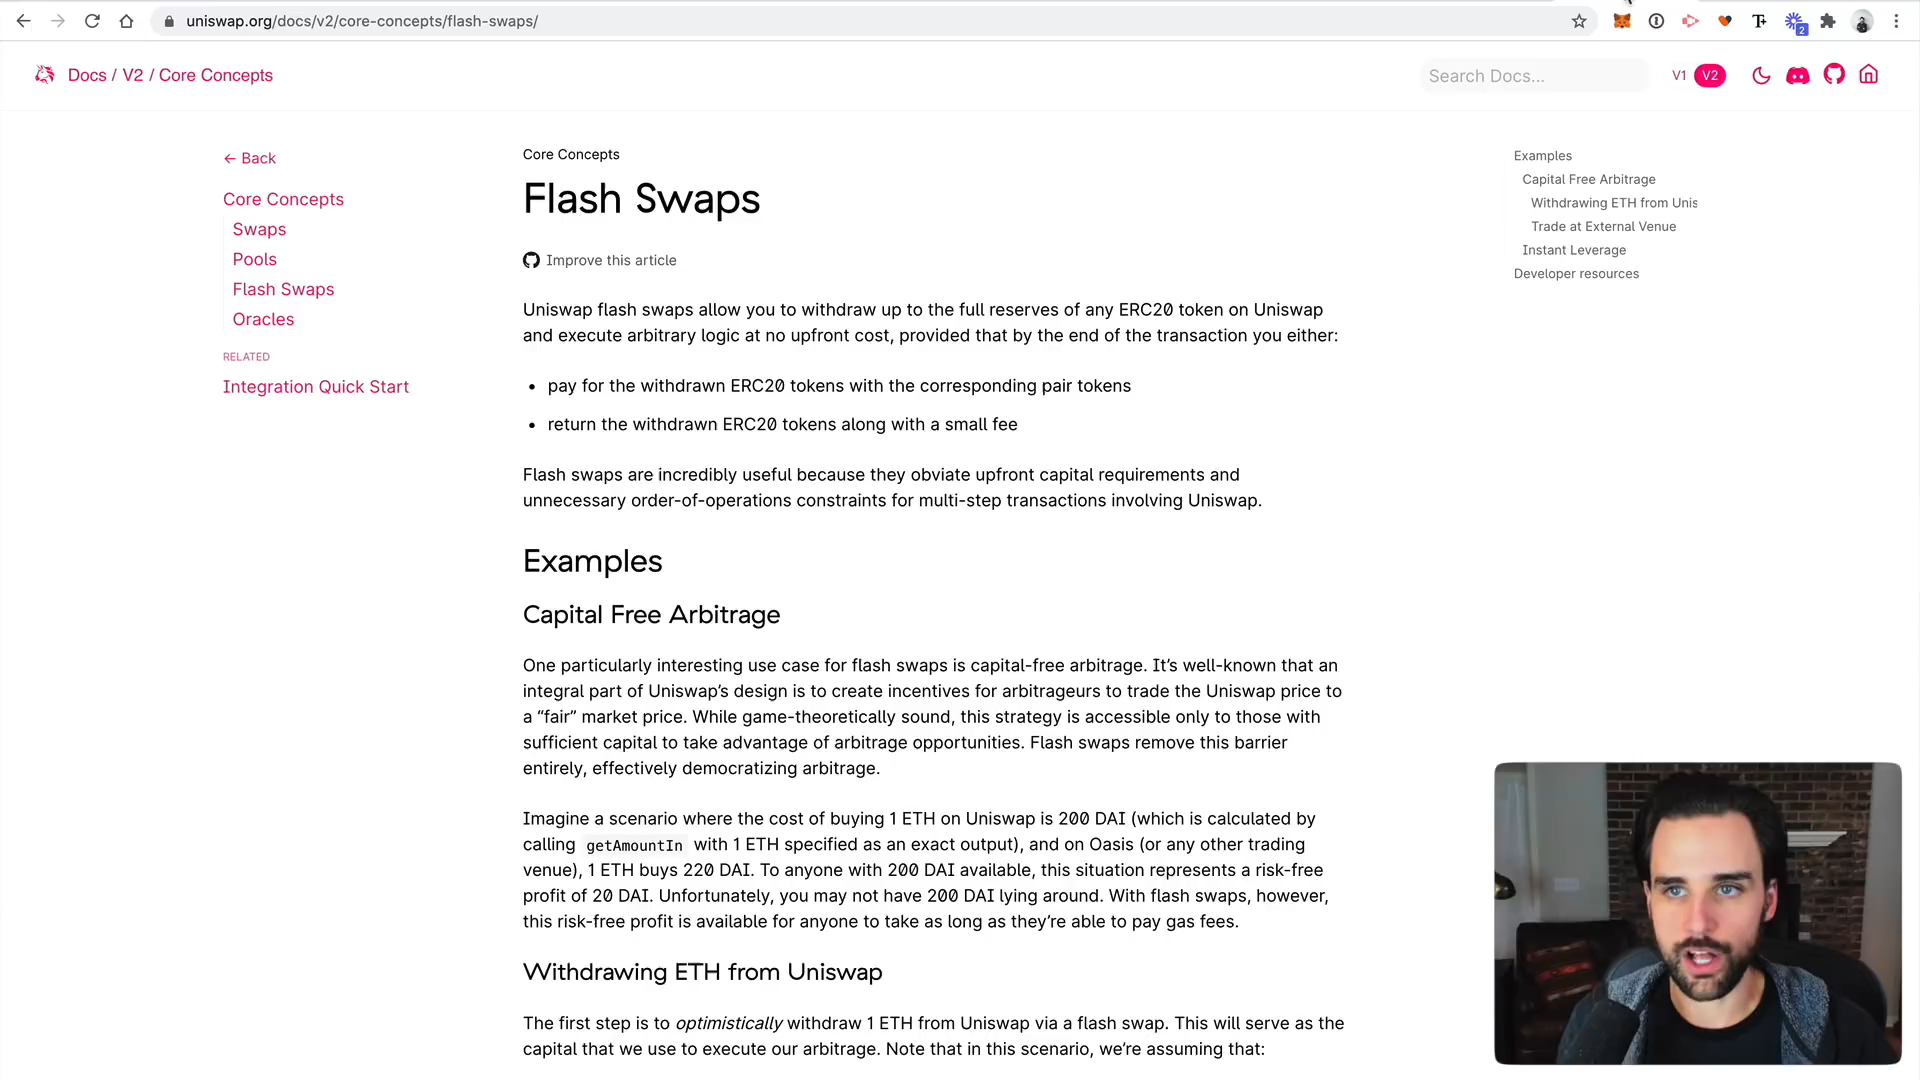 uniswap.org/docs/v2/core-concepts/flash-swaps/
2
Docs / V2 / Core Concepts
Search Docs...
V1 V2
← Back
Core Concepts
Swaps
Pools
Flash Swaps
Oracles
RELATED
Integration Quick Start
Core Concepts
Flash Swaps
Improve this article
Uniswap flash swaps allow you to withdraw up to the full reserves of any ERC20 token on Uniswap
and execute arbitrary logic at no upfront cost, provided that by the end of the transaction you either:
• pay for the withdrawn ERC20 tokens with the corresponding pair tokens
• return the withdrawn ERC20 tokens along with a small fee
Flash swaps are incredibly useful because they obviate upfront capital requirements and
unnecessary order-of-operations constraints for multi-step transactions involving Uniswap.
Examples
Capital Free Arbitrage
One particularly interesting use case for flash swaps is capital-free arbitrage. It’s well-known that an
integral part of Uniswap’s design is to create incentives for arbitrageurs to trade the Uniswap price to
a “fair” market price. While game-theoretically sound, this strategy is accessible only to those with
sufficient capital to take advantage of arbitrage opportunities. Flash swaps remove this barrier
entirely, effectively democratizing arbitrage.
Imagine a scenario where the cost of buying 1 ETH on Uniswap is 200 DAI (which is calculated by
calling getAmountIn with 1 ETH specified as an exact output), and on Oasis (or any other trading
venue), 1 ETH buys 220 DAI. To anyone with 200 DAI available, this situation represents a risk-free
profit of 20 DAI. Unfortunately, you may not have 200 DAI lying around. With flash swaps, however,
this risk-free profit is available for anyone to take as long as they’re able to pay gas fees.
Withdrawing ETH from Uniswap
The first step is to optimistically withdraw 1 ETH from Uniswap via a flash swap. This will serve as the
capital that we use to execute our arbitrage. Note that in this scenario, we’re assuming that:
Examples
Capital Free Arbitrage
Withdrawing ETH from Unis
Trade at External Venue
Instant Leverage
Developer resources